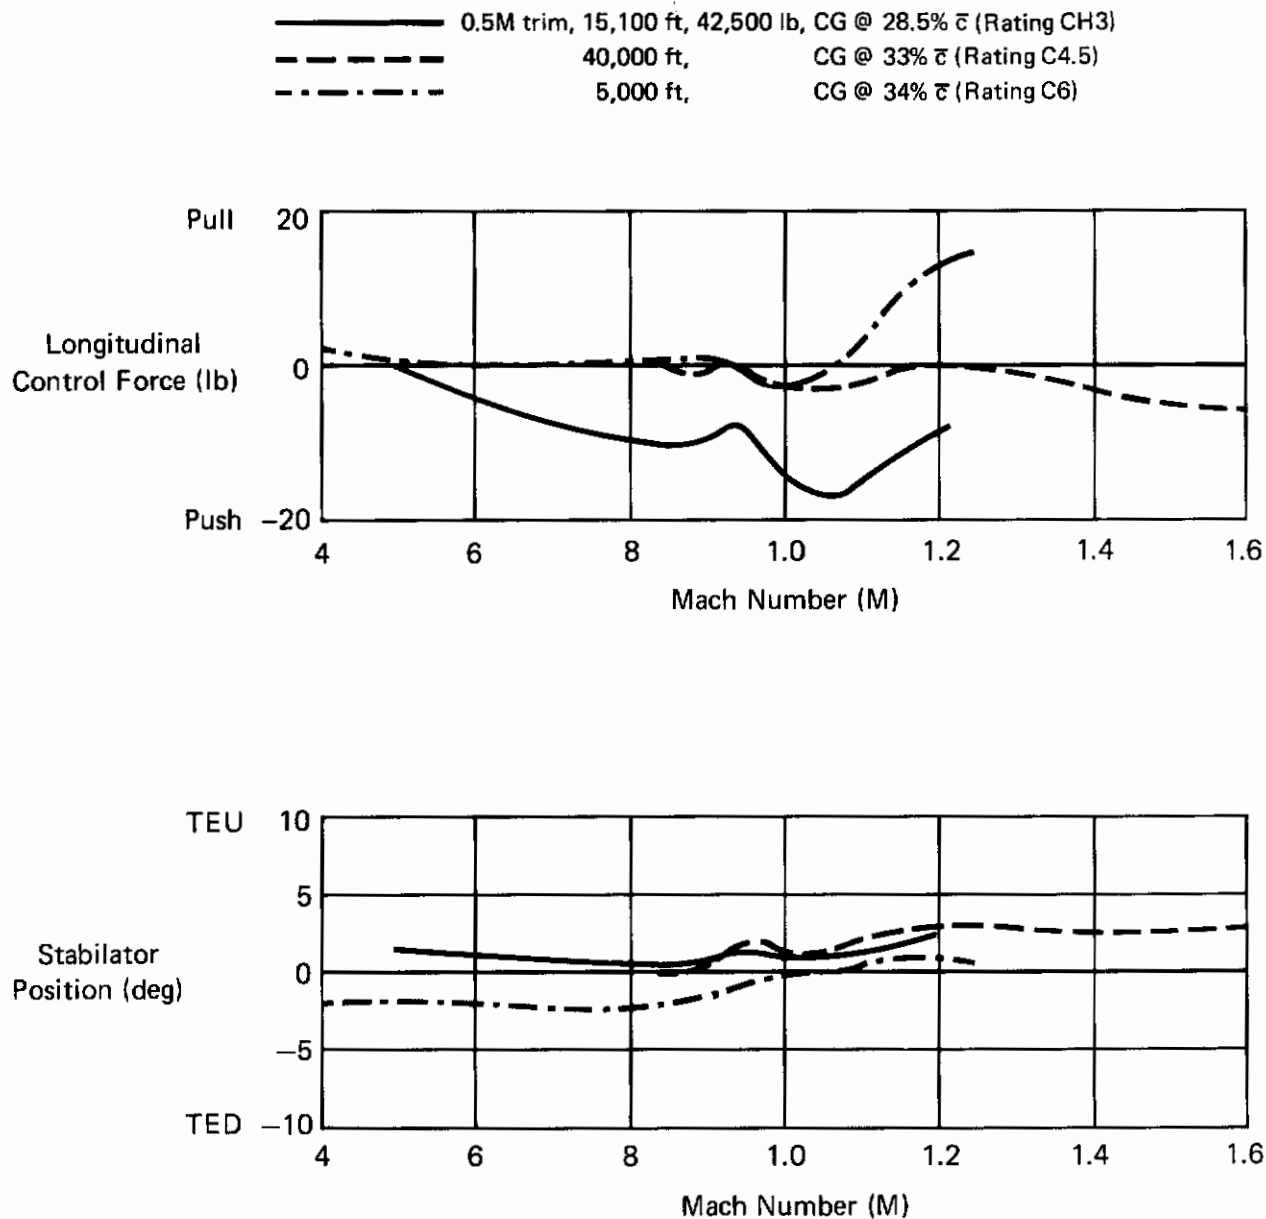 0.5M trim, 15,100 ft, 42,500 lb, CG @ 28.5% c̅ (Rating CH3)
40,000 ft, CG @ 33% c̅ (Rating C4.5)
5,000 ft, CG @ 34% c̅ (Rating C6)
Pull 20
Longitudinal
Control Force (lb)
0
Push −20
4 6 8 1.0 1.2 1.4 1.6
Mach Number (M)
TEU 10
5
Stabilator
Position (deg)
0
−5
TED −10
4 6 8 1.0 1.2 1.4 1.6
Mach Number (M)